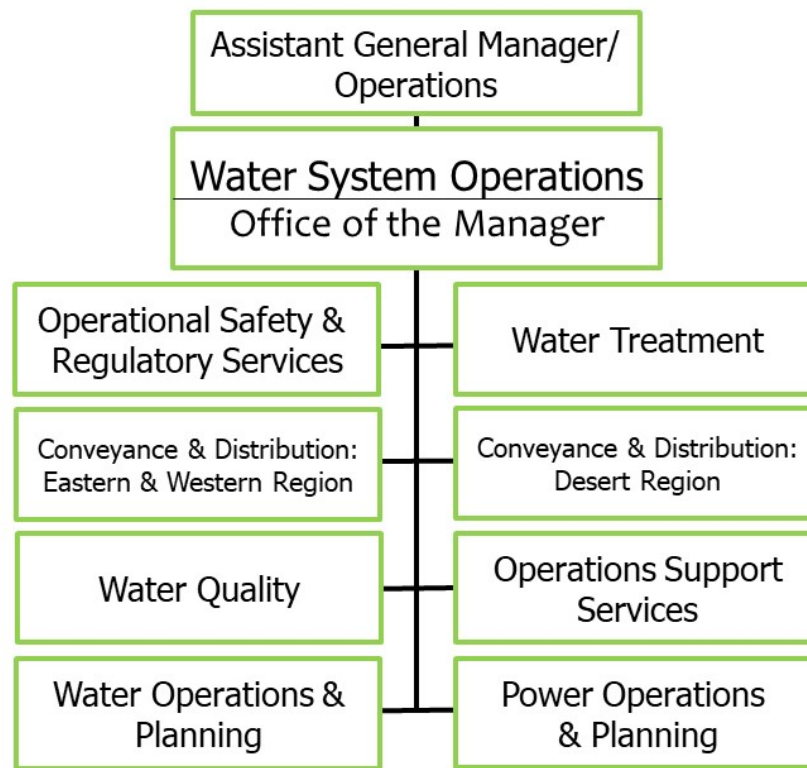 Assistant General Manager/
Operations
Water System Operations
Office of the Manager
Operational Safety &
Regulatory Services
Water Treatment
Conveyance & Distribution:
Eastern & Western Region
Conveyance & Distribution:
Desert Region
Water Quality
Operations Support
Services
Water Operations &
Planning
Power Operations
& Planning